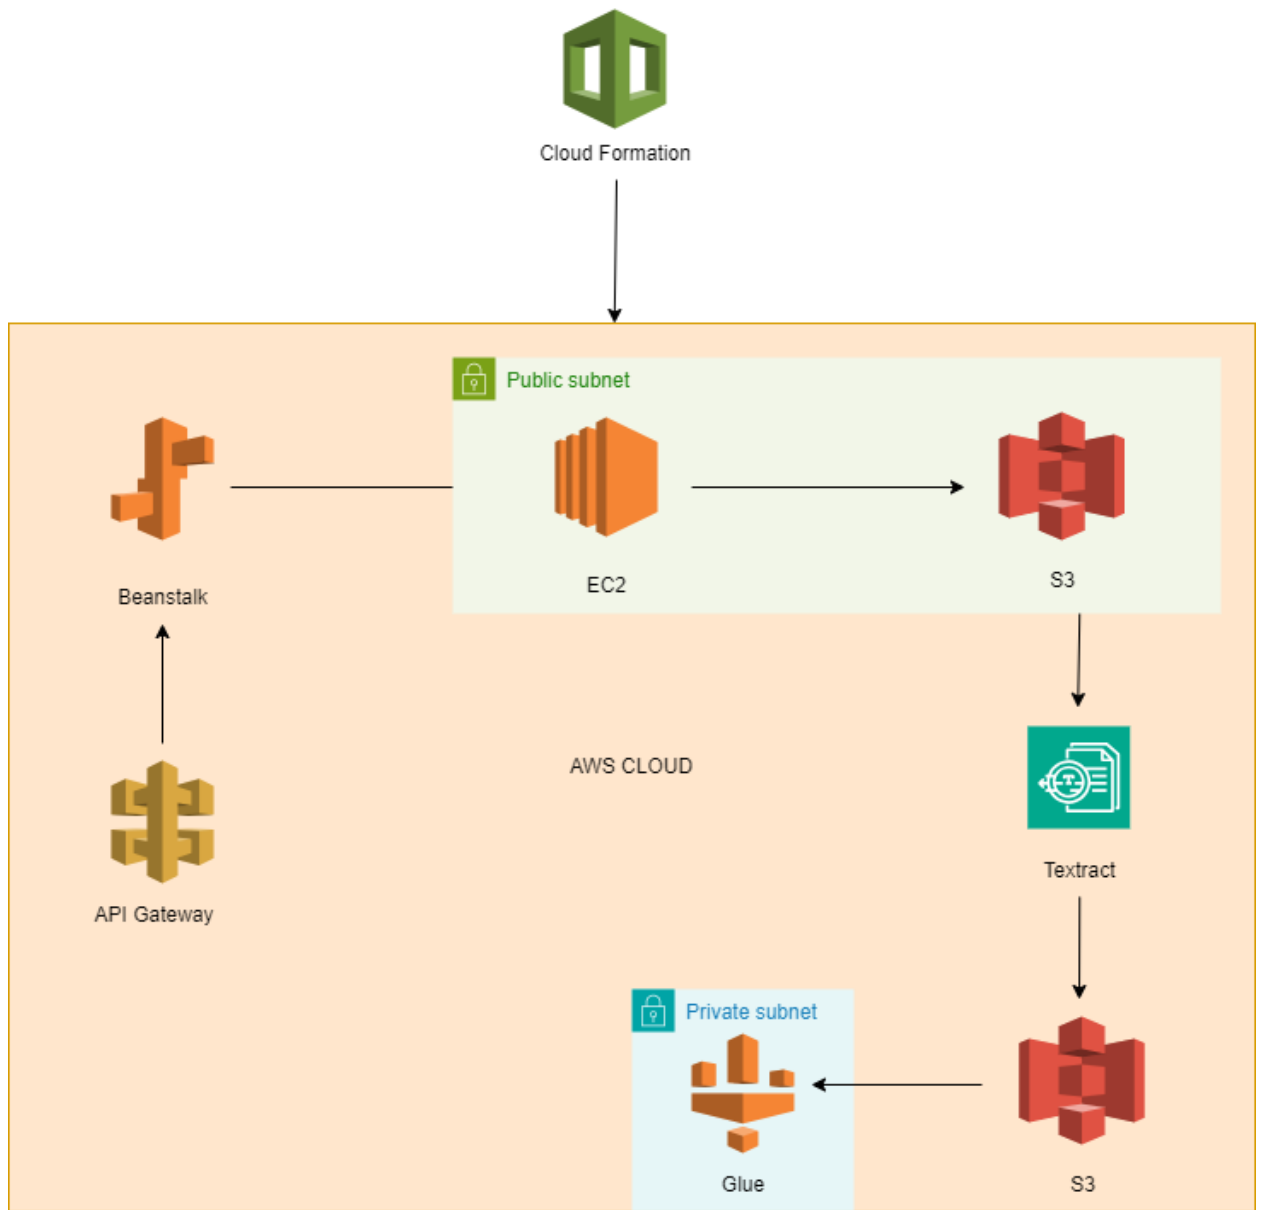 Cloud Formation
Public subnet
EC2
S3
Beanstalk
AWS CLOUD
API Gateway
Textract
Private subnet
Glue
S3